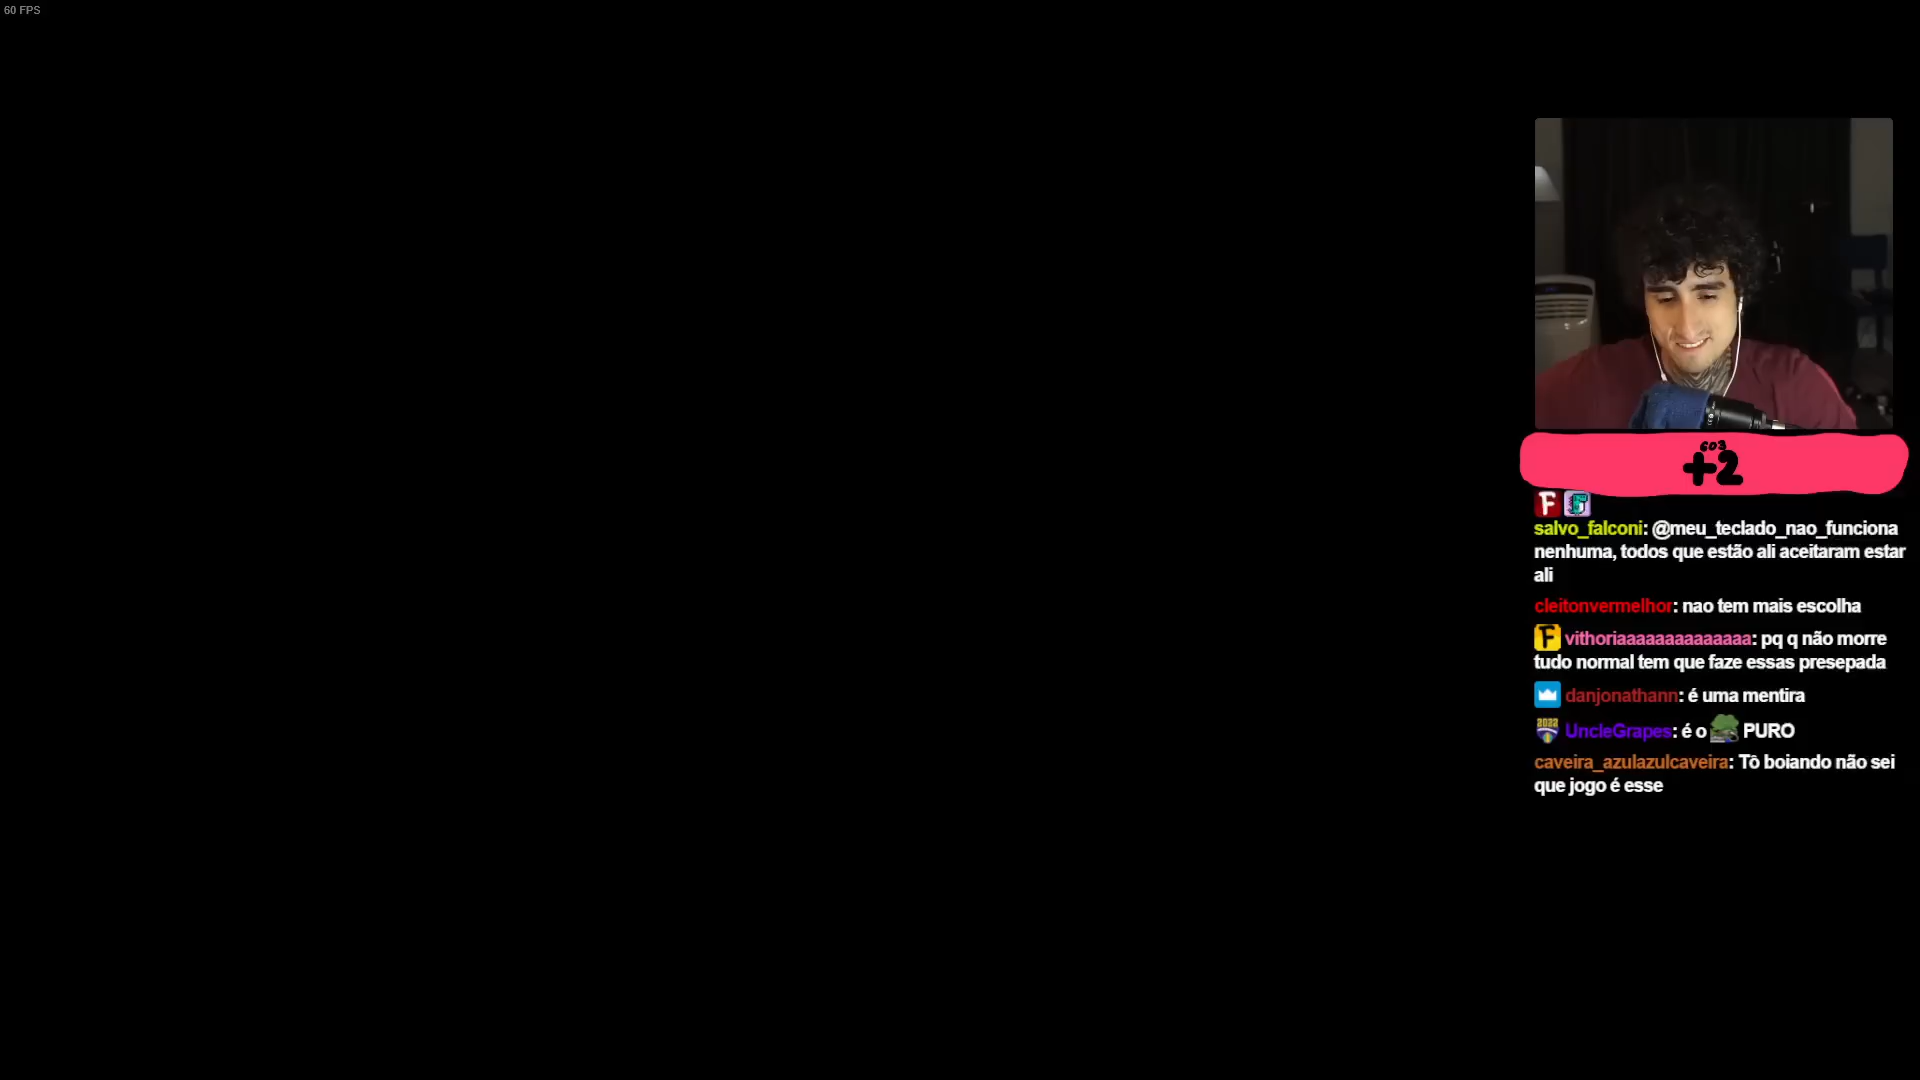 60 FPS
603
+2
F
salvo_falconi: @meu_teclado_nao_funciona
nenhuma, todos que estão ali aceitaram estar
ali
cleitonvermelhor: nao tem mais escolha
F vithoriaaaaaaaaaaaaaa: pq q não morre
tudo normal tem que faze essas presepada
danjonathann: é uma mentira
2022 UncleGrapes: é o PURO
caveira_azulazulcaveira: Tô boiando não sei
que jogo é esse